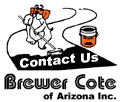 Contact Us
Brewer Cote
of Arizona Inc.